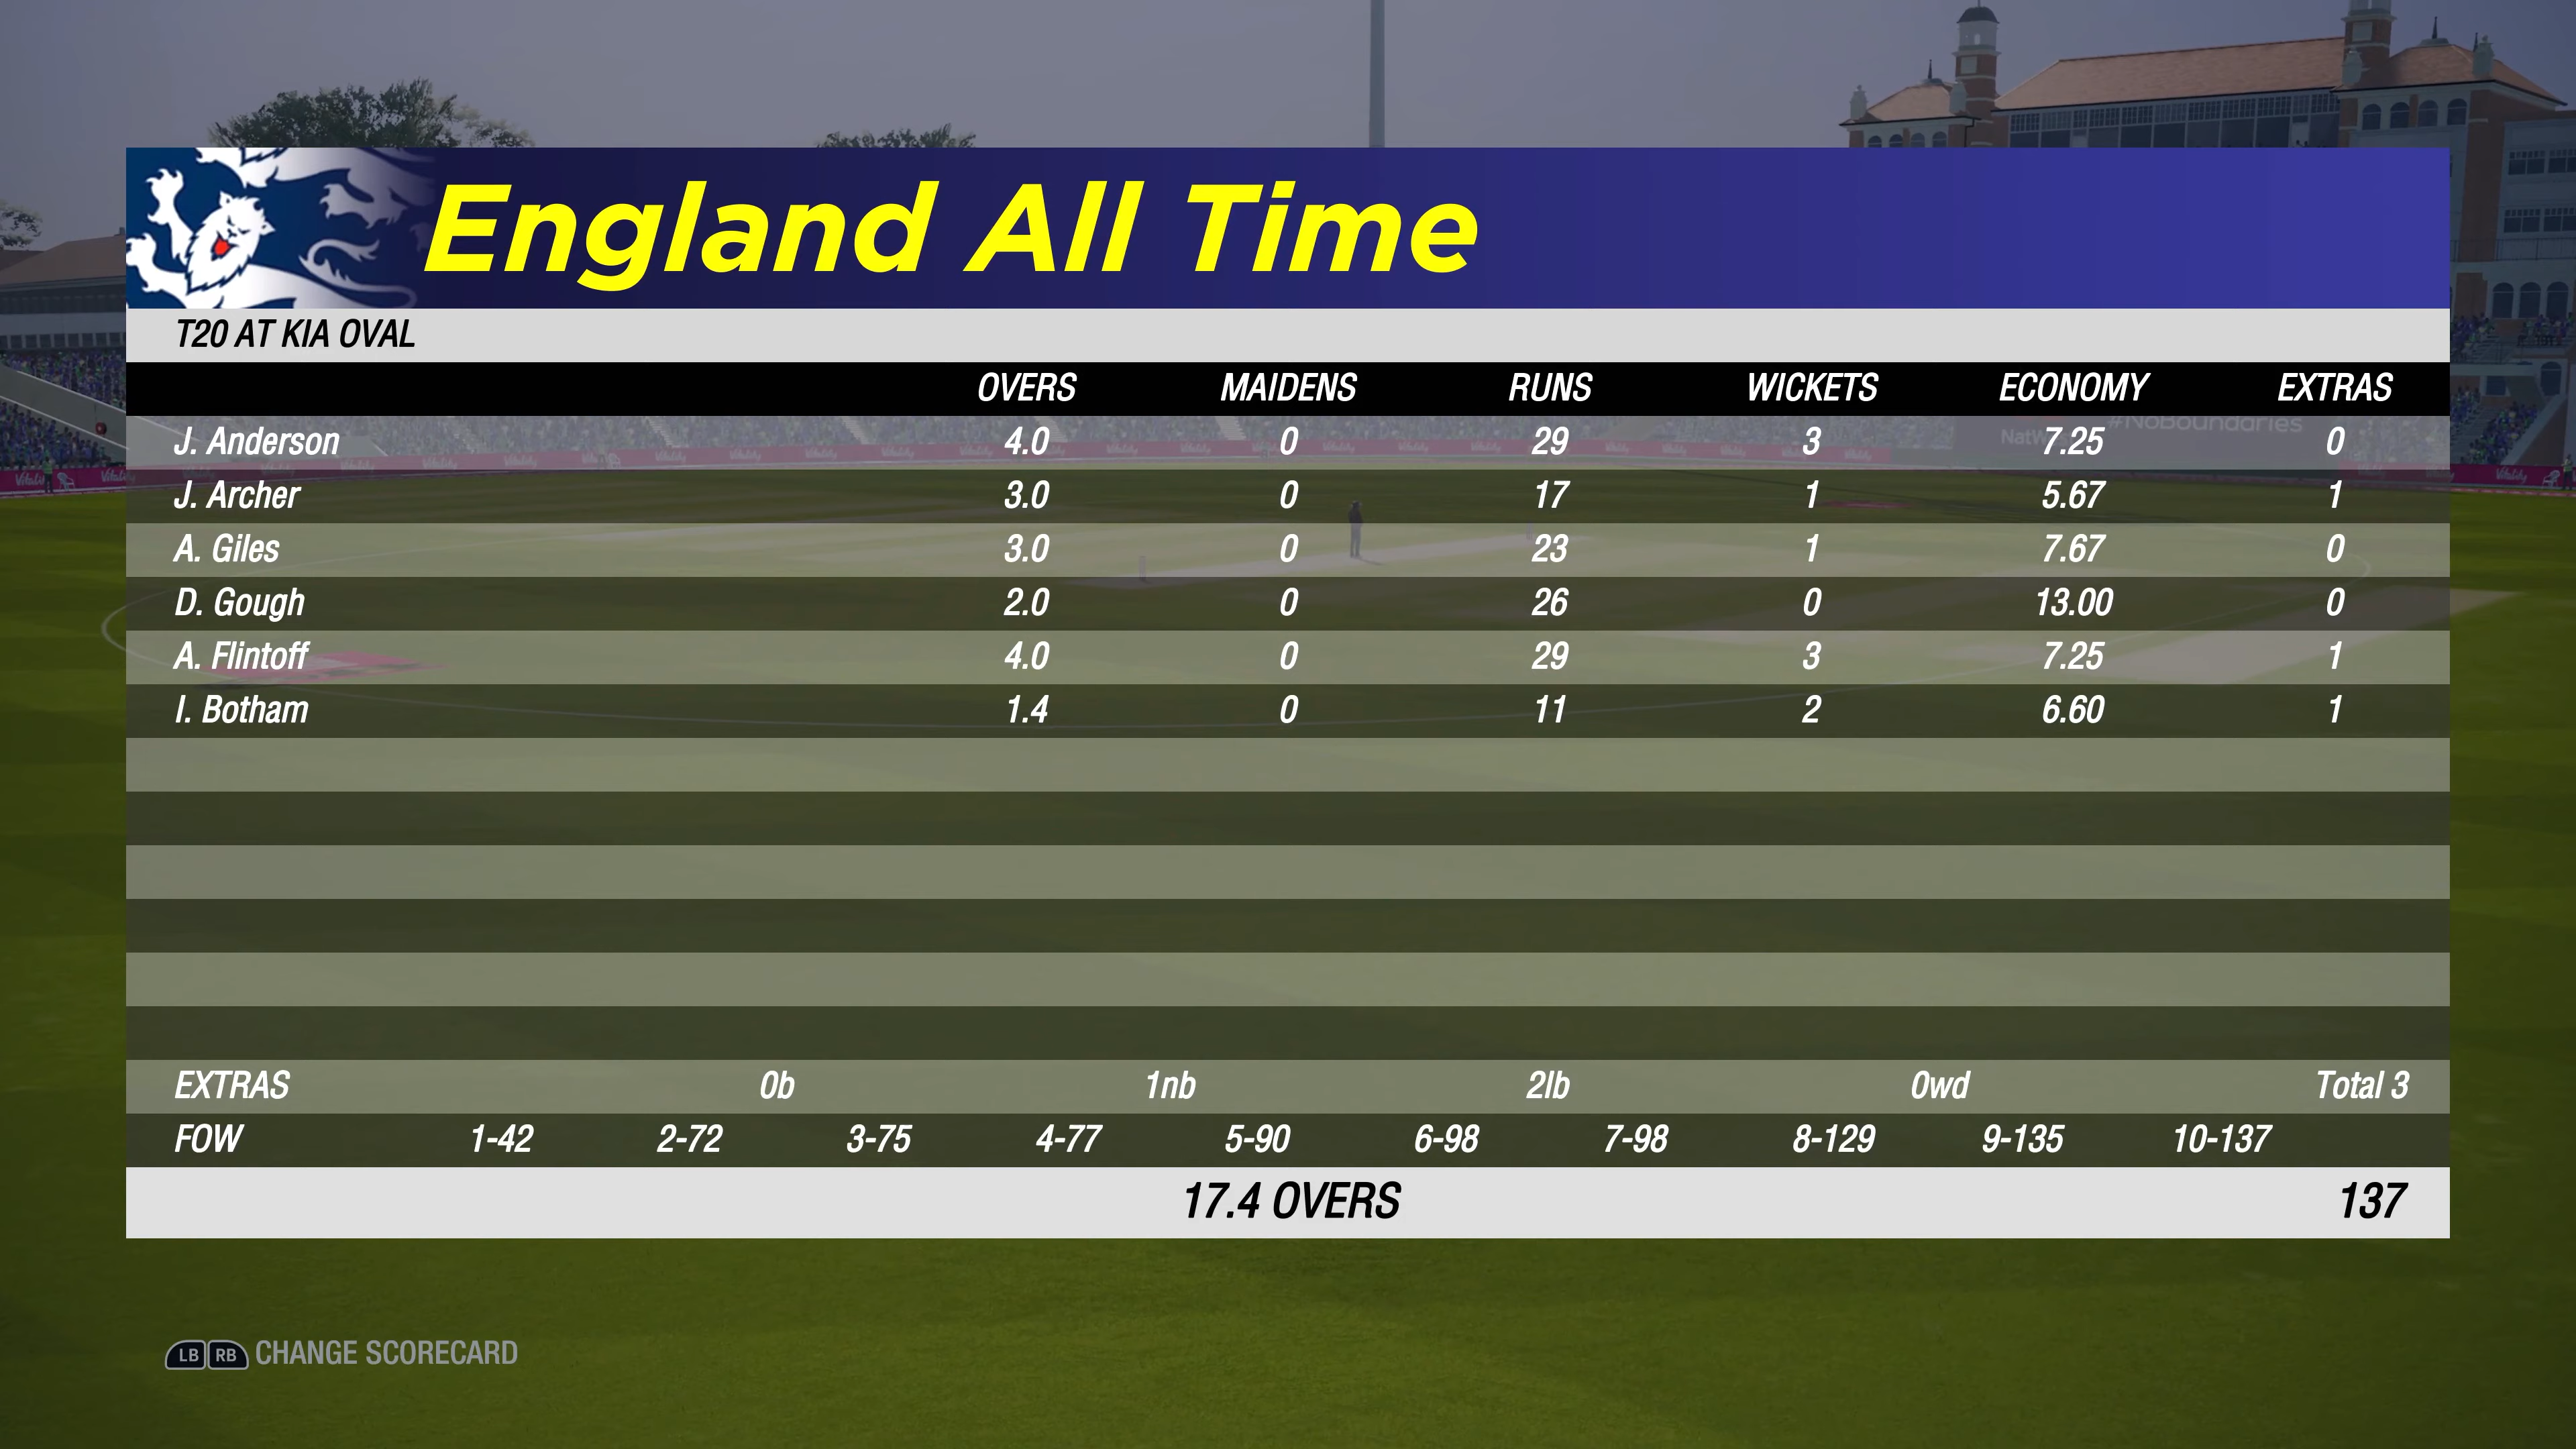 England All Time
T20 AT KIA OVAL
OVERS MAIDENS RUNS WICKETS ECONOMY EXTRAS
J. Anderson 4.0 0 29 3 7.25 0
J. Archer 3.0 0 17 1 5.67 1
A. Giles 3.0 0 23 1 7.67 0
D. Gough 2.0 0 26 0 13.00 0
A. Flintoff 4.0 0 29 3 7.25 1
I. Botham 1.4 0 11 2 6.60 1
EXTRAS 0b 1nb 2lb 0wd Total 3
FOW 1-42 2-72 3-75 4-77 5-90 6-98 7-98 8-129 9-135 10-137
17.4 OVERS 137
LB RB CHANGE SCORECARD
#NoBoundaries
Vitality